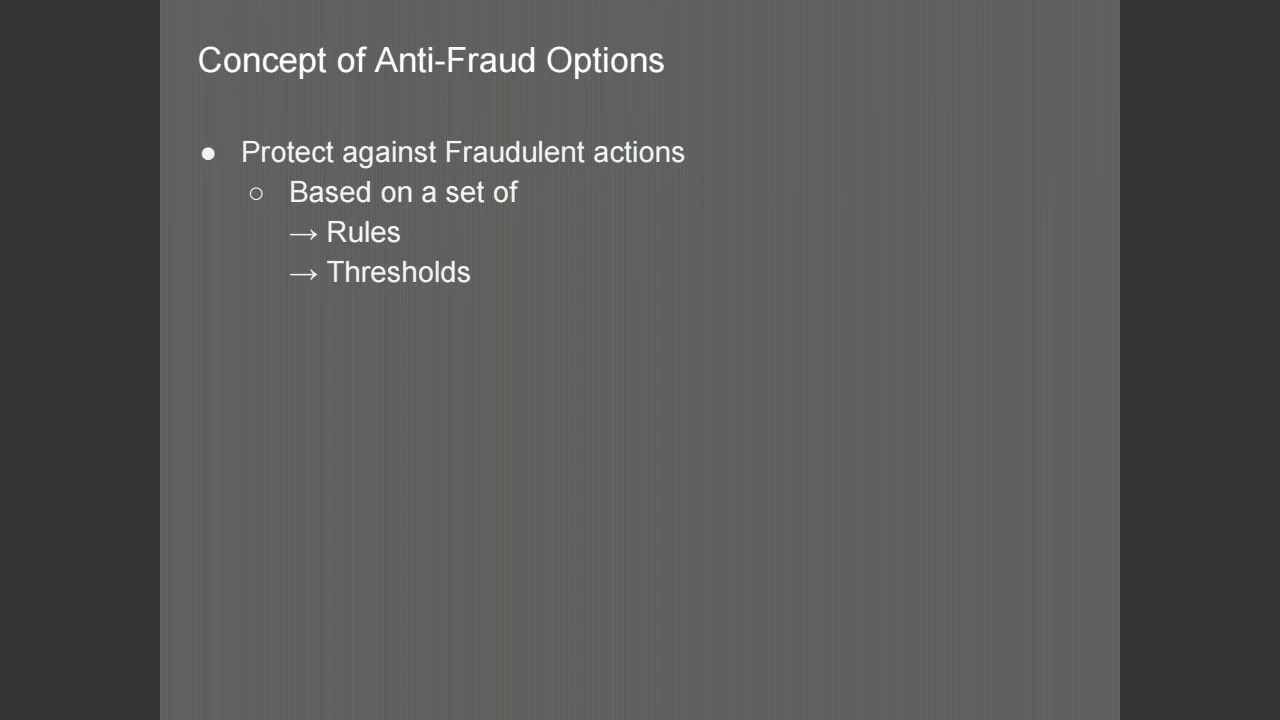 Concept of Anti-Fraud Options
● Protect against Fraudulent actions
○ Based on a set of
→ Rules
→ Thresholds